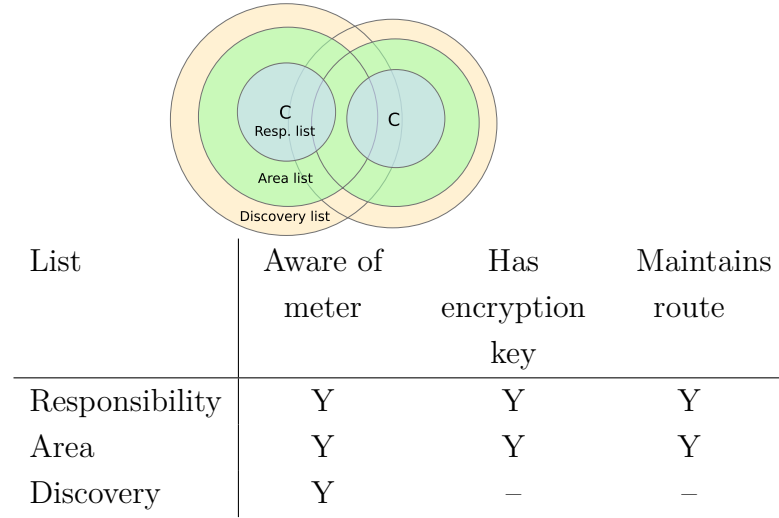 C
Resp. list
C
Area list
Discovery list
List Aware of meter Has encryption key Maintains route
Responsibility Y Y Y
Area Y Y Y
Discovery Y – –